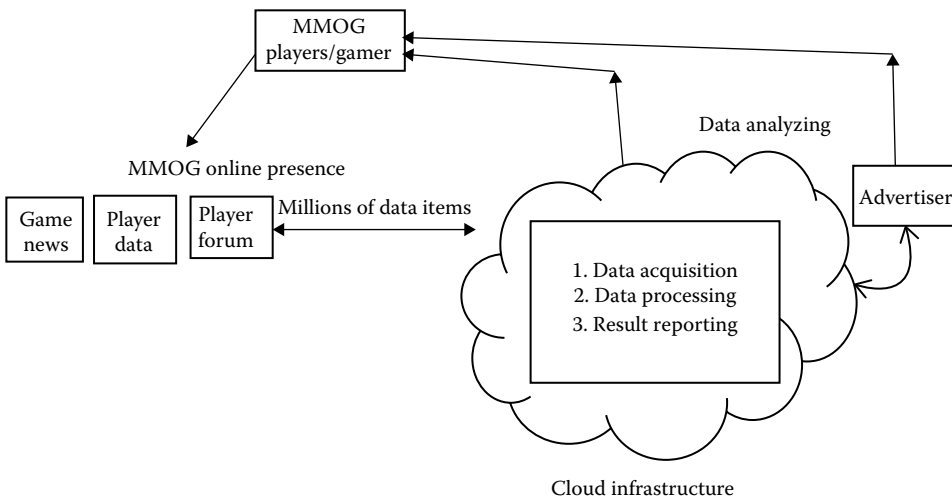 MMOG
players/gamer
Data analyzing
MMOG online presence
Game
news
Player
data
Player
forum
Millions of data items
Advertiser
1. Data acquisition
2. Data processing
3. Result reporting
Cloud infrastructure